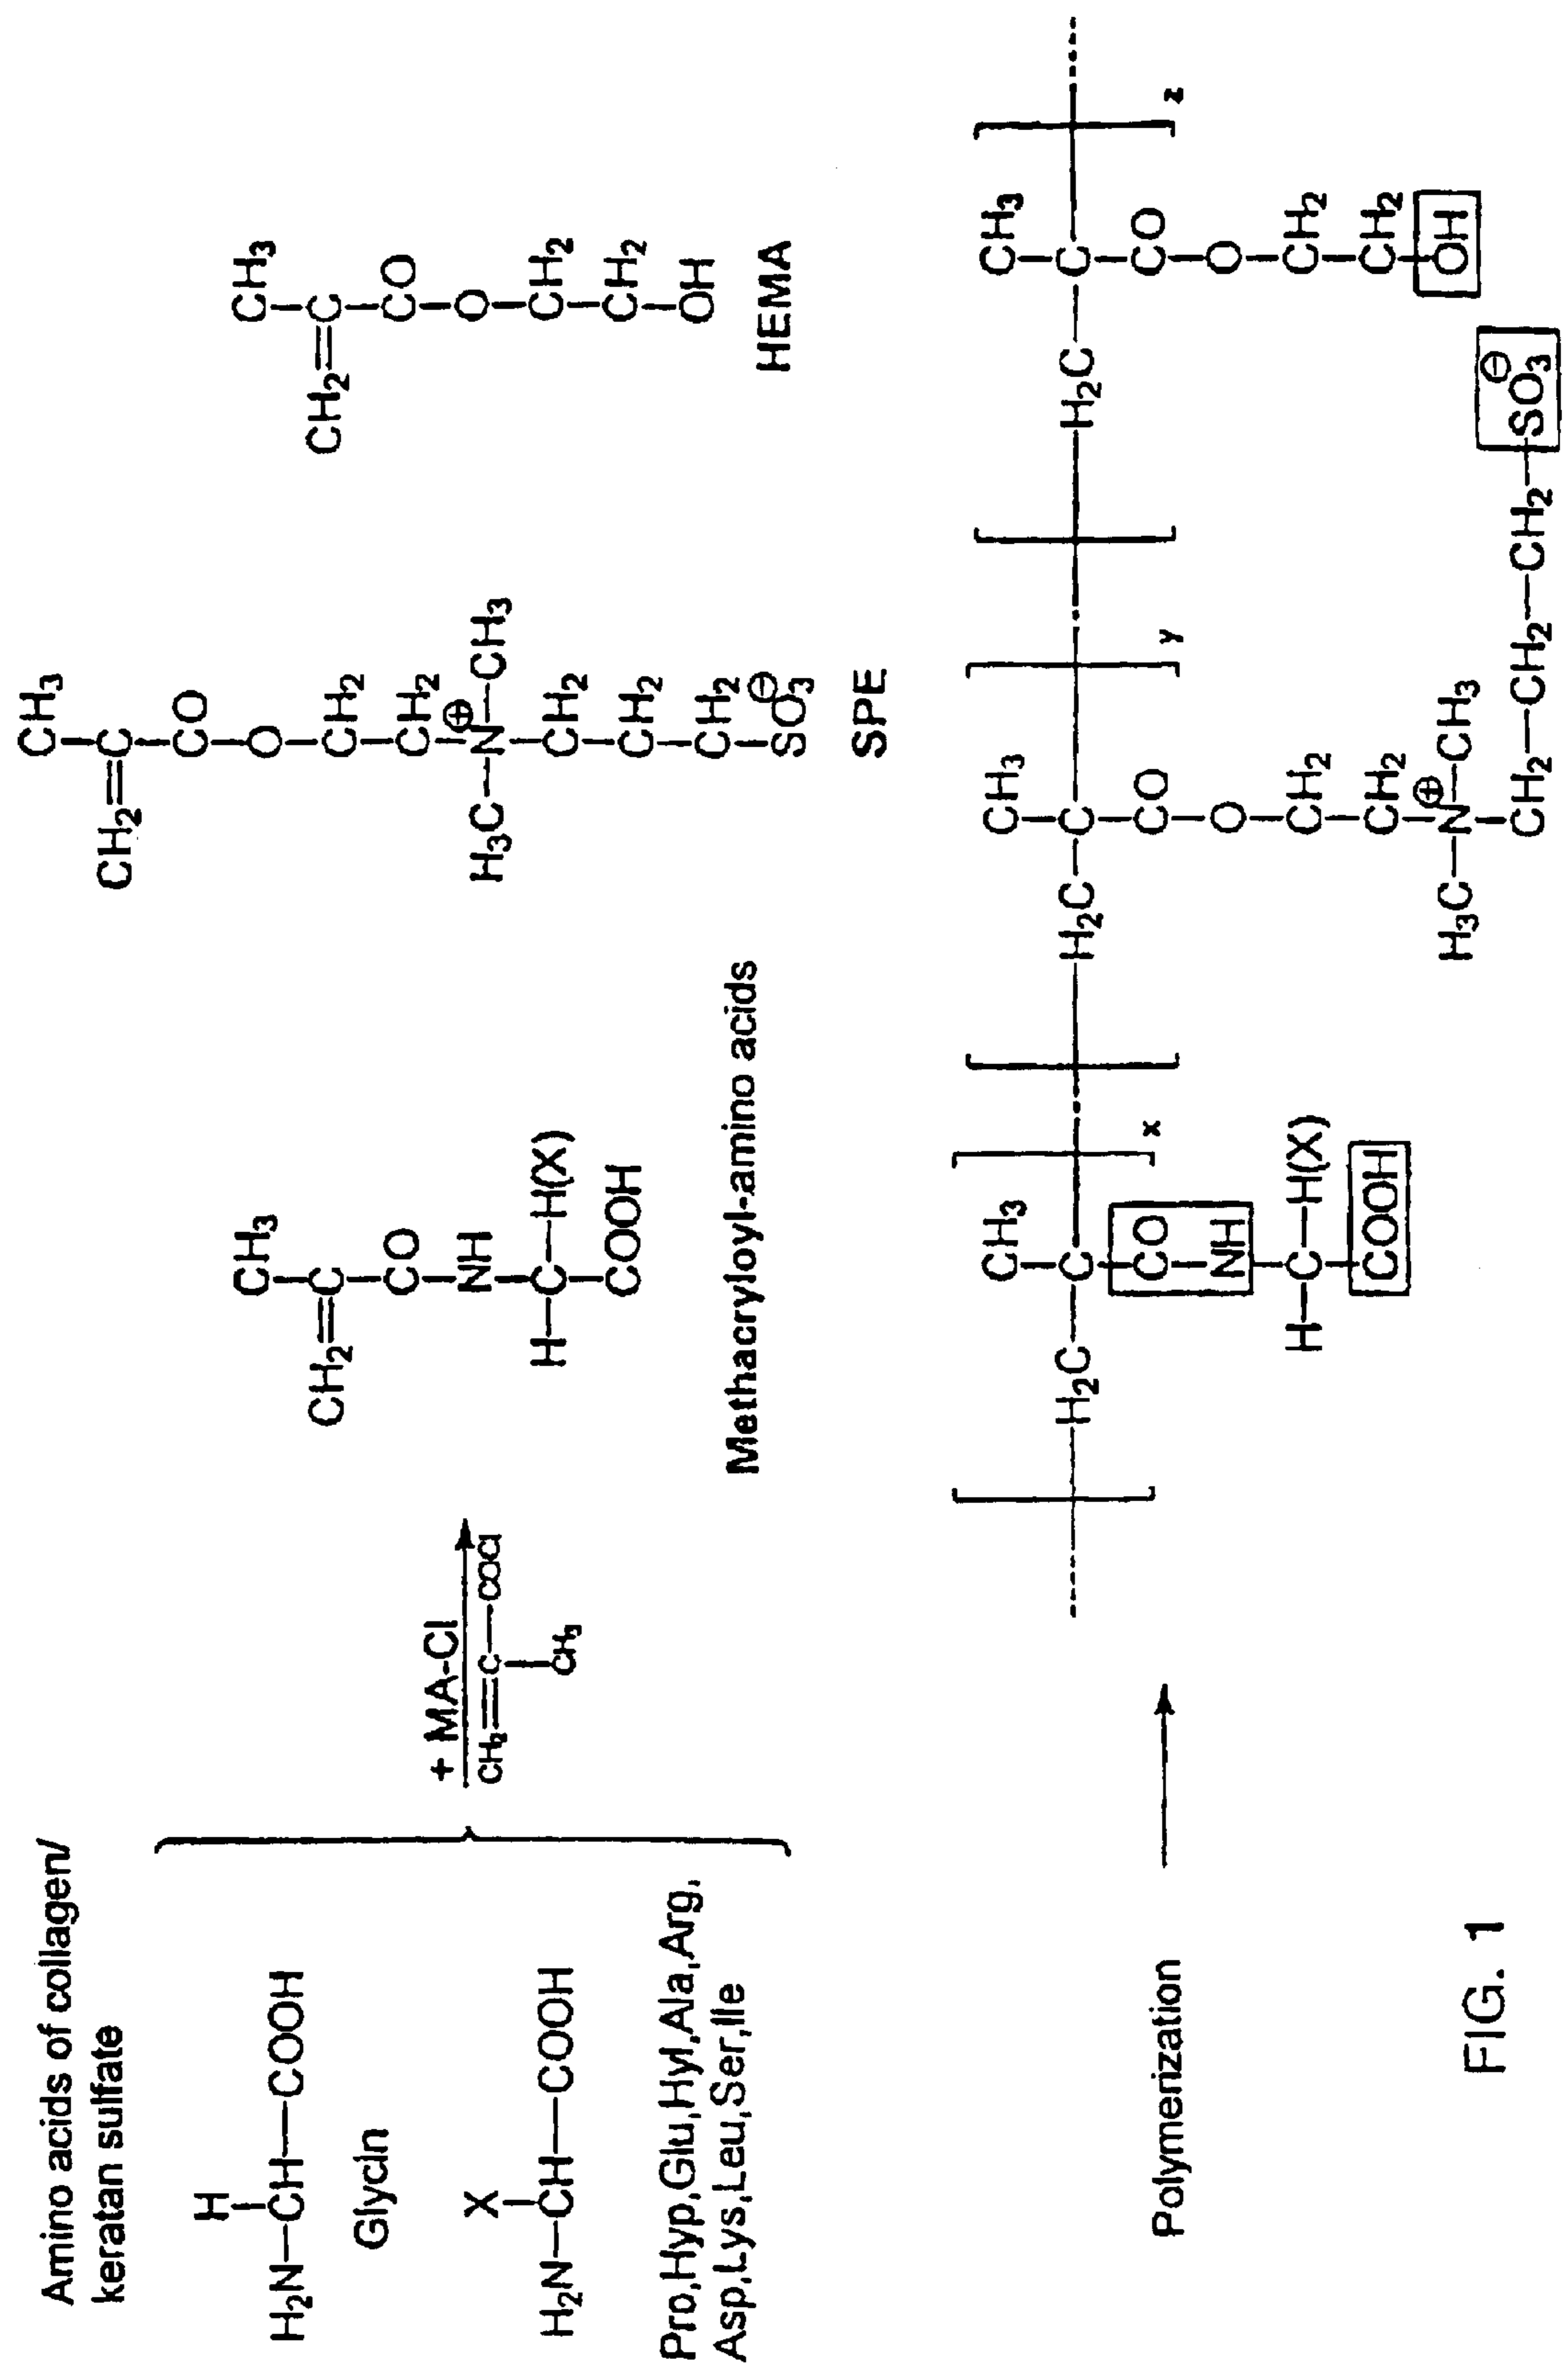 Amino acids of collagen/
keratan sulfate
H
H₂N—CH—COOH
Glycin
X
H₂N—CH—COOH
Pro,Hyp,Glu,Hyl,Ala,Arg,
Asp,Lys,Leu,Ser,Ile
+ MA-Cl
CH₂=C—COCl
CH₃
CH₃
CH₂=C
CO
NH
H—C—H(X)
COOH
Methacryloyl-amino acids
CH₃
CH₂=C
CO
O
CH₂
CH₂
⊕
H₃C—N—CH₃
CH₂
CH₂
CH₂
SO₃⊖
SPE
CH₃
CH₂=C
CO
O
CH₂
CH₂
OH
HEMA
Polymerization
CH₃
H₂C—C
x
CO
NH
H—C—H(X)
COOH
CH₃
H₂C—C
y
CO
O
CH₂
CH₂
⊕
H₃C—N—CH₃
CH₂—CH₂—CH₂—SO₃⊖
CH₃
H₂C—C
z
CO
O
CH₂
CH₂
OH
FIG. 1